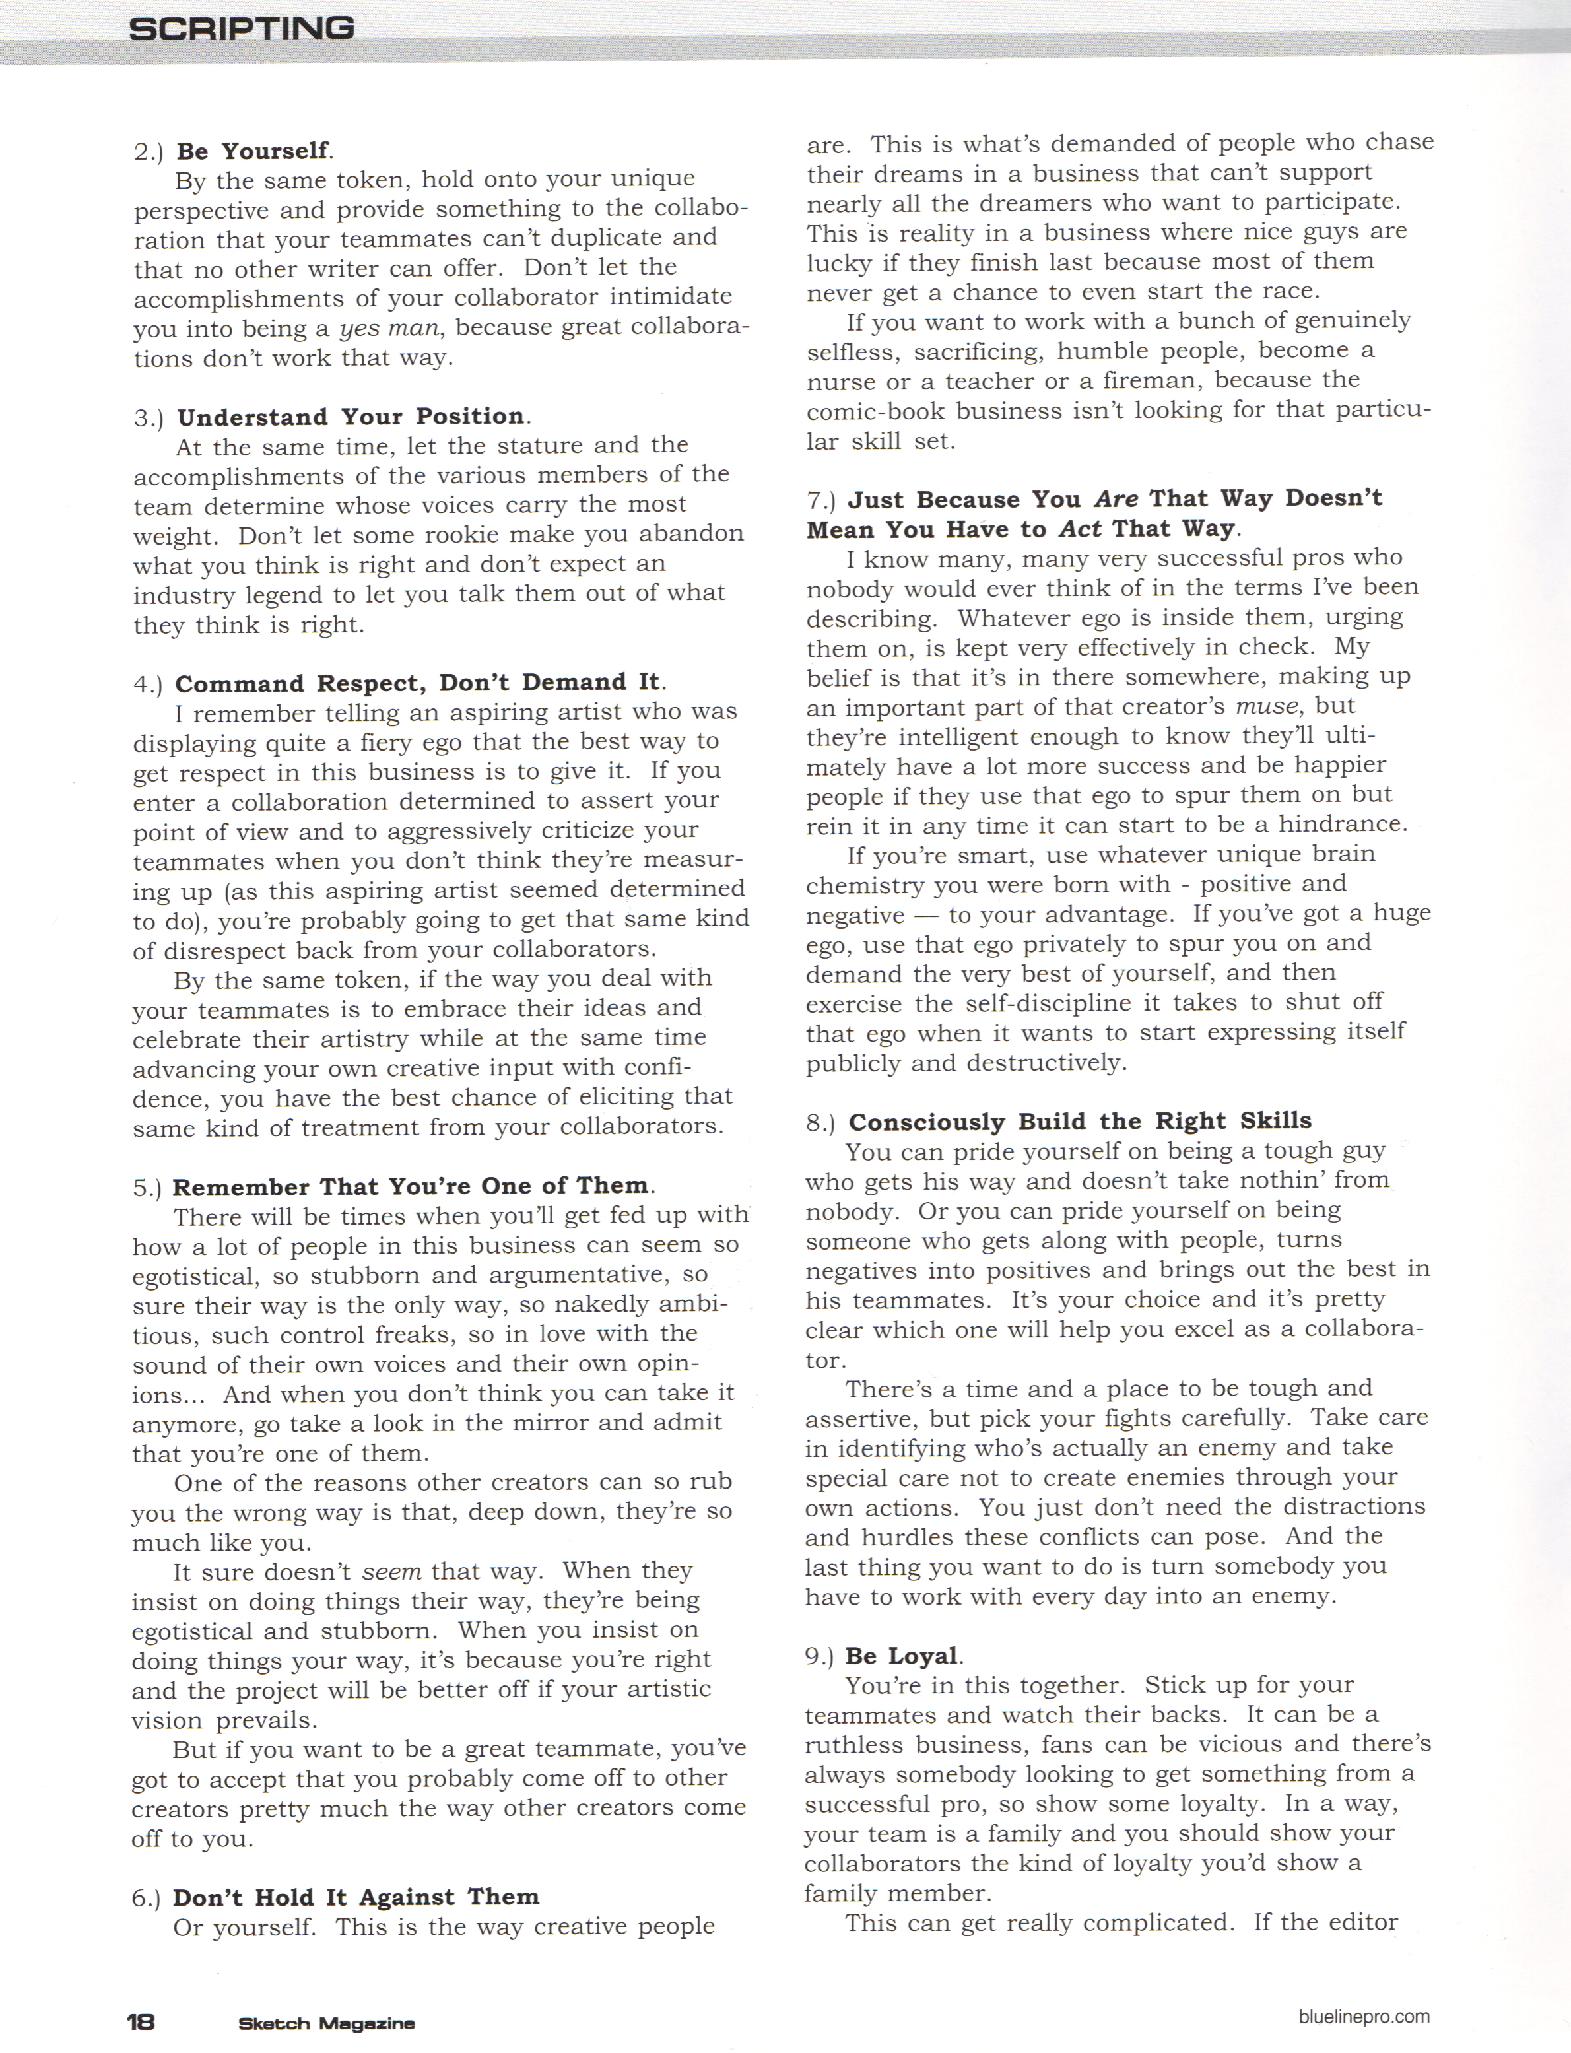 SCRIPTING
2.) Be Yourself.
By the same token, hold onto your unique
perspective and provide something to the collabo-
ration that your teammates can't duplicate and
that no other writer can offer. Don't let the
accomplishments of your collaborator intimidate
you into being a yes man, because great collabora-
tions don't work that way.
3.) Understand Your Position.
At the same time, let the stature and the
accomplishments of the various members of the
team determine whose voices carry the most
weight. Don't let some rookie make you abandon
what you think is right and don't expect an
industry legend to let you talk them out of what
they think is right.
4.) Command Respect, Don't Demand It.
I remember telling an aspiring artist who was
displaying quite a fiery ego that the best way to
get respect in this business is to give it. If you
enter a collaboration determined to assert your
point of view and to aggressively criticize your
teammates when you don't think they're measur-
ing up (as this aspiring artist seemed determined
to do), you're probably going to get that same kind
of disrespect back from your collaborators.
By the same token, if the way you deal with
your teammates is to embrace their ideas and
celebrate their artistry while at the same time
advancing your own creative input with confi-
dence, you have the best chance of eliciting that
same kind of treatment from your collaborators.
5.) Remember That You're One of Them.
There will be times when you'll get fed up with
how a lot of people in this business can seem so
egotistical, so stubborn and argumentative, so
sure their way is the only way, so nakedly ambi-
tious, such control freaks, so in love with the
sound of their own voices and their own opin-
ions... And when you don't think you can take it
anymore, go take a look in the mirror and admit
that you're one of them.
One of the reasons other creators can so rub
you the wrong way is that, deep down, they're so
much like you.
It sure doesn't seem that way. When they
insist on doing things their way, they're being
egotistical and stubborn. When you insist on
doing things your way, it's because you're right
and the project will be better off if your artistic
vision prevails.
But if you want to be a great teammate, you've
got to accept that you probably come off to other
creators pretty much the way other creators come
off to you.
6.) Don't Hold It Against Them
Or yourself. This is the way creative people
are. This is what's demanded of people who chase
their dreams in a business that can't support
nearly all the dreamers who want to participate.
This is reality in a business where nice guys are
lucky if they finish last because most of them
never get a chance to even start the race.
If you want to work with a bunch of genuinely
selfless, sacrificing, humble people, become a
nurse or a teacher or a fireman, because the
comic-book business isn't looking for that particu-
lar skill set.
7.) Just Because You Are That Way Doesn't
Mean You Have to Act That Way.
I know many, many very successful pros who
nobody would ever think of in the terms I've been
describing. Whatever ego is inside them, urging
them on, is kept very effectively in check. My
belief is that it's in there somewhere, making up
an important part of that creator's muse, but
they're intelligent enough to know they'll ulti-
mately have a lot more success and be happier
people if they use that ego to spur them on but
rein it in any time it can start to be a hindrance.
If you're smart, use whatever unique brain
chemistry you were born with - positive and
negative — to your advantage. If you've got a huge
ego, use that ego privately to spur you on and
demand the very best of yourself, and then
exercise the self-discipline it takes to shut off
that ego when it wants to start expressing itself
publicly and destructively.
8.) Consciously Build the Right Skills
You can pride yourself on being a tough guy
who gets his way and doesn't take nothin' from
nobody. Or you can pride yourself on being
someone who gets along with people, turns
negatives into positives and brings out the best in
his teammates. It's your choice and it's pretty
clear which one will help you excel as a collabora-
tor.
There's a time and a place to be tough and
assertive, but pick your fights carefully. Take care
in identifying who's actually an enemy and take
special care not to create enemies through your
own actions. You just don't need the distractions
and hurdles these conflicts can pose. And the
last thing you want to do is turn somebody you
have to work with every day into an enemy.
9.) Be Loyal.
You're in this together. Stick up for your
teammates and watch their backs. It can be a
ruthless business, fans can be vicious and there's
always somebody looking to get something from a
successful pro, so show some loyalty. In a way,
your team is a family and you should show your
collaborators the kind of loyalty you'd show a
family member.
This can get really complicated. If the editor
18 Sketch Magazine
bluelinepro.com